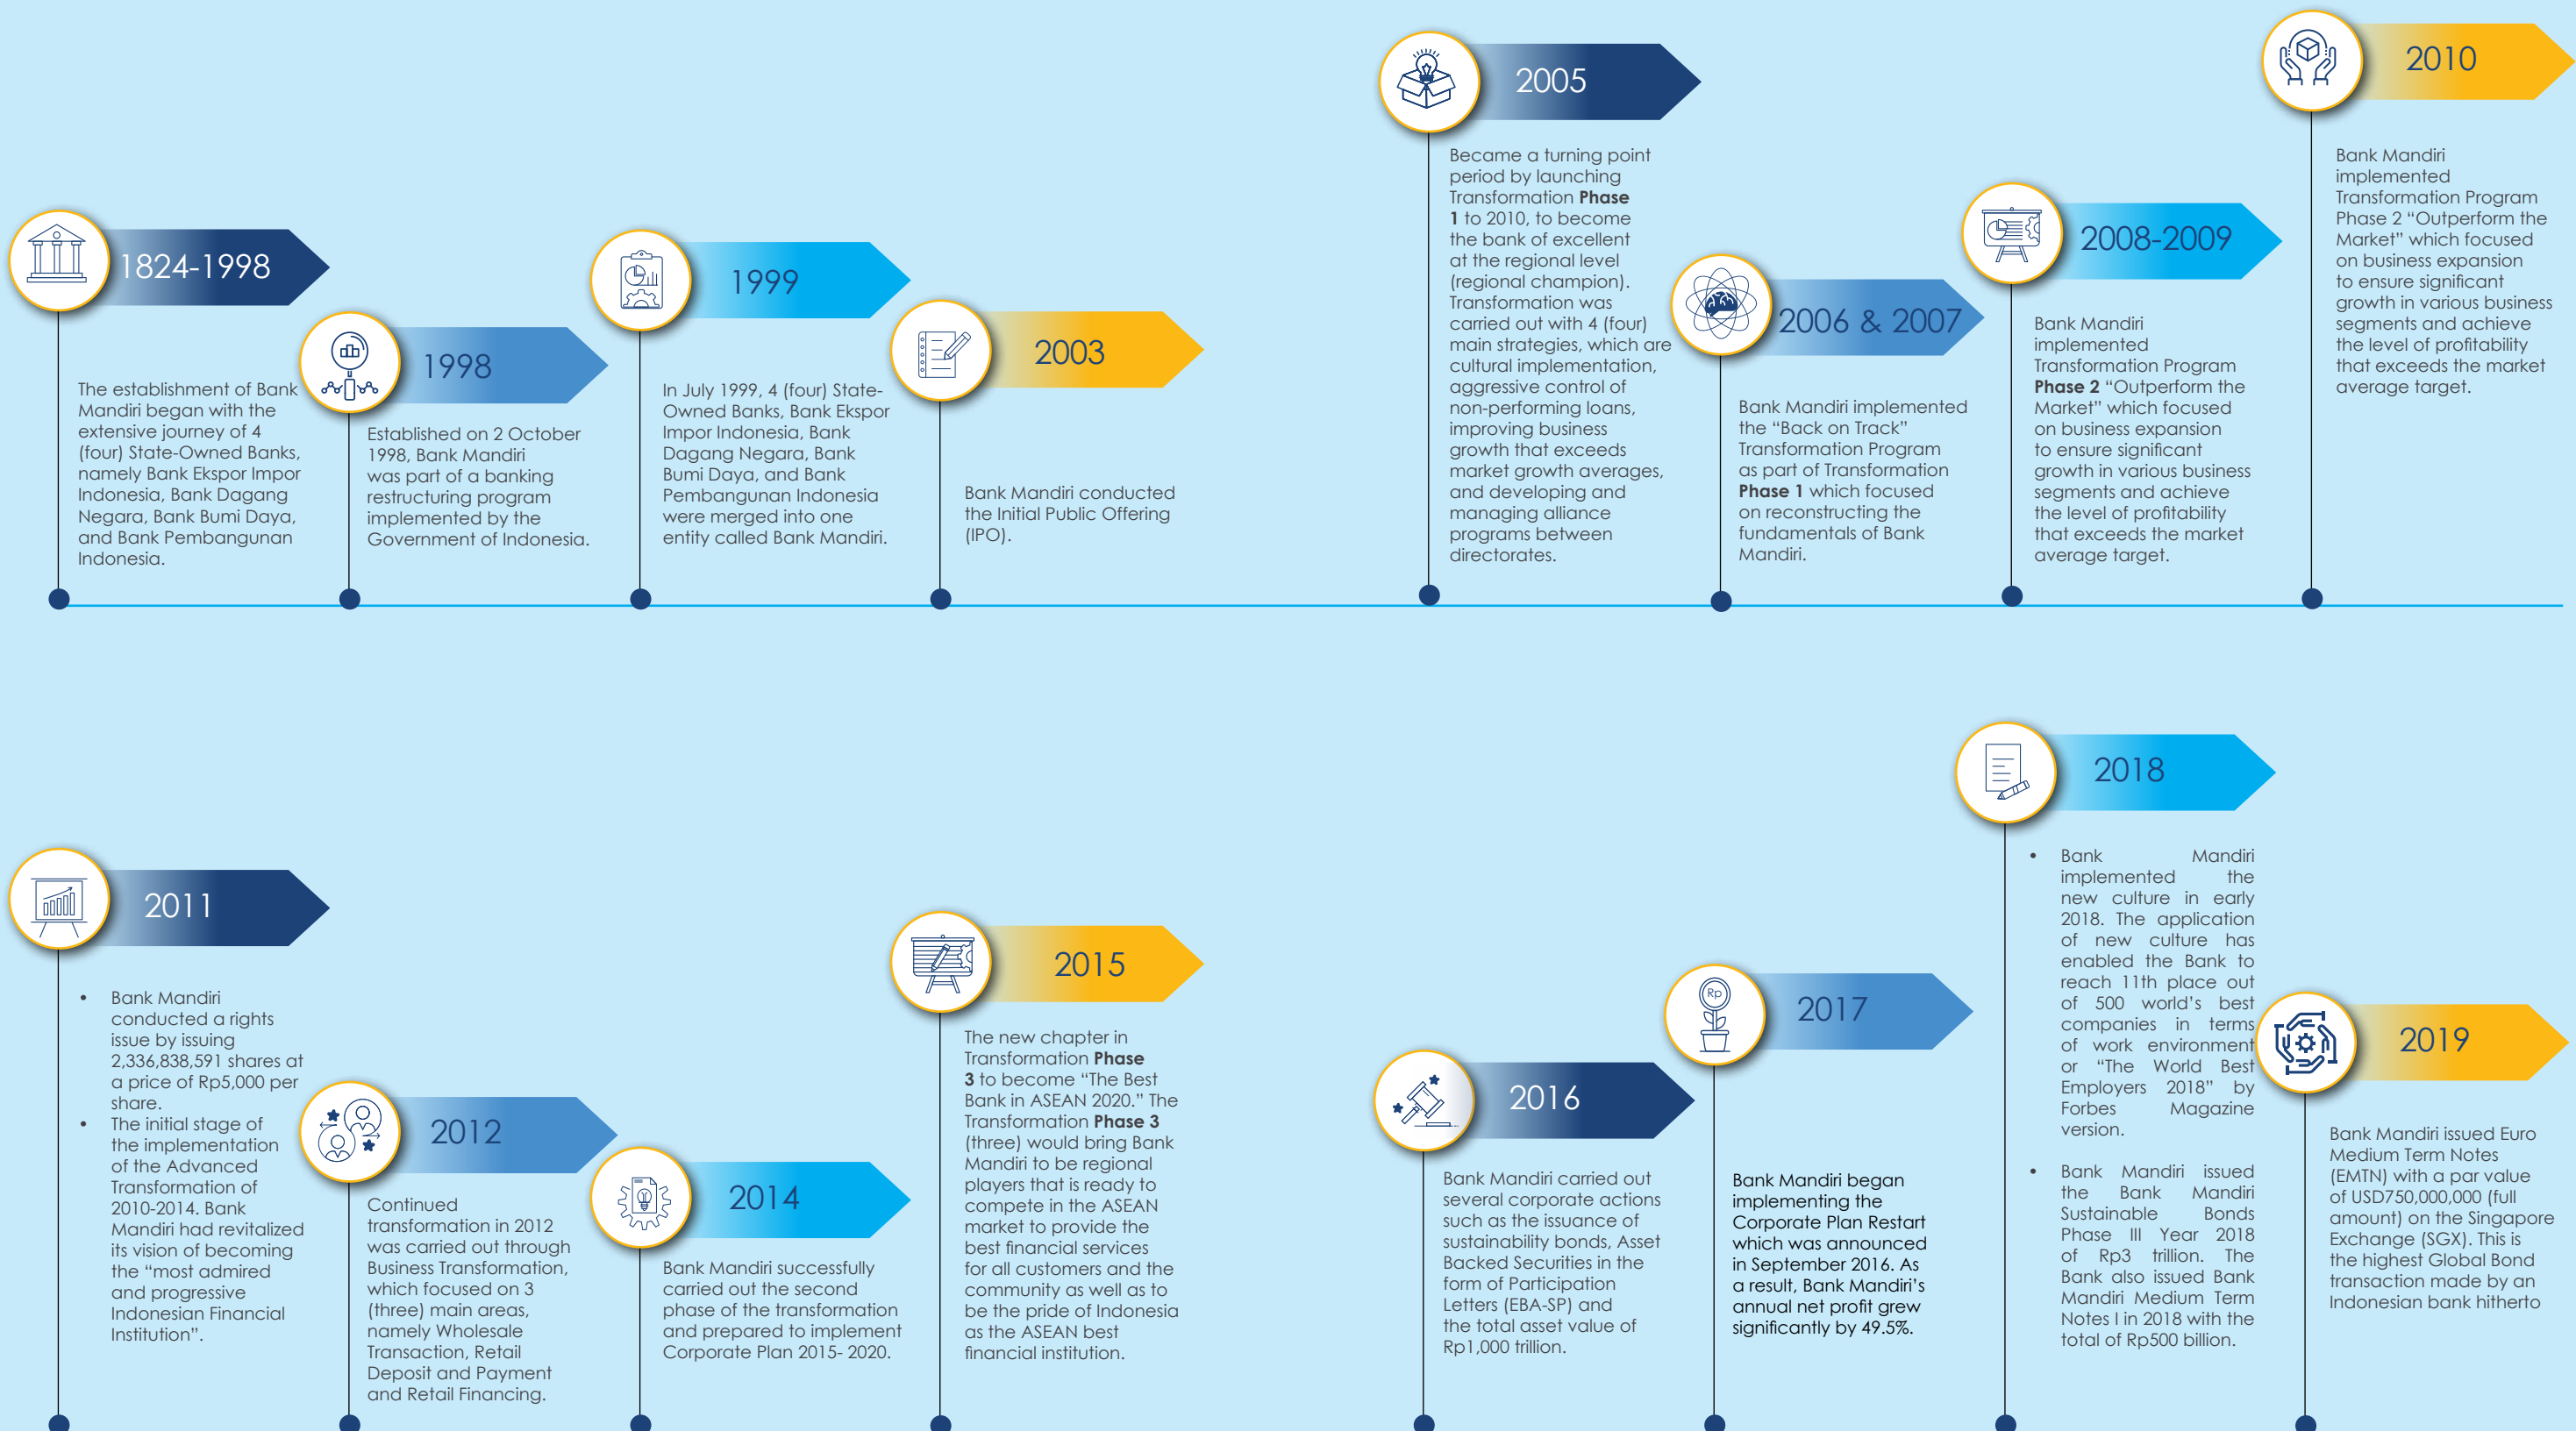 1824-1998
The establishment of Bank
Mandiri began with the
extensive journey of 4
(four) State-Owned Banks,
namely Bank Ekspor Impor
Indonesia, Bank Dagang
Negara, Bank Bumi Daya,
and Bank Pembangunan
Indonesia.
1998
Established on 2 October
1998, Bank Mandiri
was part of a banking
restructuring program
implemented by the
Government of Indonesia.
1999
In July 1999, 4 (four) State-
Owned Banks, Bank Ekspor
Impor Indonesia, Bank
Dagang Negara, Bank
Bumi Daya, and Bank
Pembangunan Indonesia
were merged into one
entity called Bank Mandiri.
2003
Bank Mandiri conducted
the Initial Public Offering
(IPO).
2005
Became a turning point
period by launching
Transformation Phase
1 to 2010, to become
the bank of excellent
at the regional level
(regional champion).
Transformation was
carried out with 4 (four)
main strategies, which are
cultural implementation,
aggressive control of
non-performing loans,
improving business
growth that exceeds
market growth averages,
and developing and
managing alliance
programs between
directorates.
2006 & 2007
Bank Mandiri implemented
the “Back on Track”
Transformation Program
as part of Transformation
Phase 1 which focused
on reconstructing the
fundamentals of Bank
Mandiri.
2008-2009
Bank Mandiri
implemented
Transformation Program
Phase 2 “Outperform the
Market” which focused
on business expansion
to ensure significant
growth in various business
segments and achieve
the level of profitability
that exceeds the market
average target.
2010
Bank Mandiri
implemented
Transformation Program
Phase 2 “Outperform the
Market” which focused
on business expansion
to ensure significant
growth in various business
segments and achieve
the level of profitability
that exceeds the market
average target.
2011
• Bank Mandiri
conducted a rights
issue by issuing
2,336,838,591 shares at
a price of Rp5,000 per
share.
• The initial stage of
the implementation
of the Advanced
Transformation of
2010-2014. Bank
Mandiri had revitalized
its vision of becoming
the “most admired
and progressive
Indonesian Financial
Institution”.
2012
Continued
transformation in 2012
was carried out through
Business Transformation,
which focused on 3
(three) main areas,
namely Wholesale
Transaction, Retail
Deposit and Payment
and Retail Financing.
2014
Bank Mandiri successfully
carried out the second
phase of the transformation
and prepared to implement
Corporate Plan 2015- 2020.
2015
The new chapter in
Transformation Phase
3 to become “The Best
Bank in ASEAN 2020.” The
Transformation Phase 3
(three) would bring Bank
Mandiri to be regional
players that is ready to
compete in the ASEAN
market to provide the
best financial services
for all customers and the
community as well as to
be the pride of Indonesia
as the ASEAN best
financial institution.
2016
Bank Mandiri carried out
several corporate actions
such as the issuance of
sustainability bonds, Asset
Backed Securities in the
form of Participation
Letters (EBA-SP) and
the total asset value of
Rp1,000 trillion.
Rp
2017
Bank Mandiri began
implementing the
Corporate Plan Restart
which was announced
in September 2016. As
a result, Bank Mandiri’s
annual net profit grew
significantly by 49.5%.
2018
• Bank Mandiri
implemented the
new culture in early
2018. The application
of new culture has
enabled the Bank to
reach 11th place out
of 500 world’s best
companies in terms
of work environment
or “The World Best
Employers 2018” by
Forbes Magazine
version.
• Bank Mandiri issued
the Bank Mandiri
Sustainable Bonds
Phase III Year 2018
of Rp3 trillion. The
Bank also issued Bank
Mandiri Medium Term
Notes I in 2018 with the
total of Rp500 billion.
2019
Bank Mandiri issued Euro
Medium Term Notes
(EMTN) with a par value
of USD750,000,000 (full
amount) on the Singapore
Exchange (SGX). This is
the highest Global Bond
transaction made by an
Indonesian bank hitherto